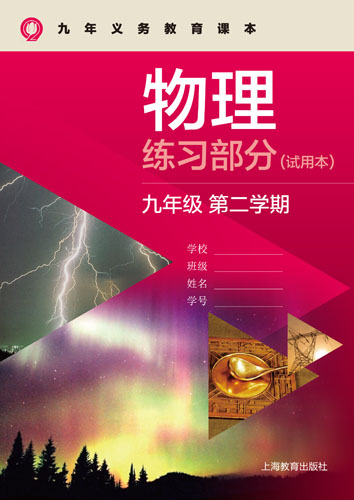 九年义务教育课本
物理
练习部分(试用本)
九年级 第二学期
学校
班级
姓名
学号
上海教育出版社